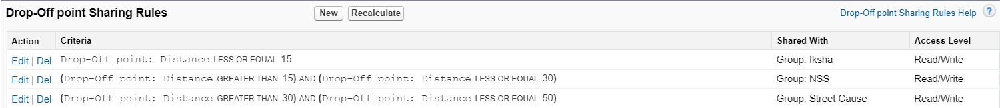 Drop-Off point Sharing Rules New Recalculate Drop-Off point Sharing Rules Help ?
Action Criteria Shared With Access Level
Edit | Del Drop-Off point: Distance LESS OR EQUAL 15 Group: Iksha Read/Write
Edit | Del (Drop-Off point: Distance GREATER THAN 15) AND (Drop-Off point: Distance LESS OR EQUAL 30) Group: NSS Read/Write
Edit | Del (Drop-Off point: Distance GREATER THAN 30) AND (Drop-Off point: Distance LESS OR EQUAL 50) Group: Street Cause Read/Write